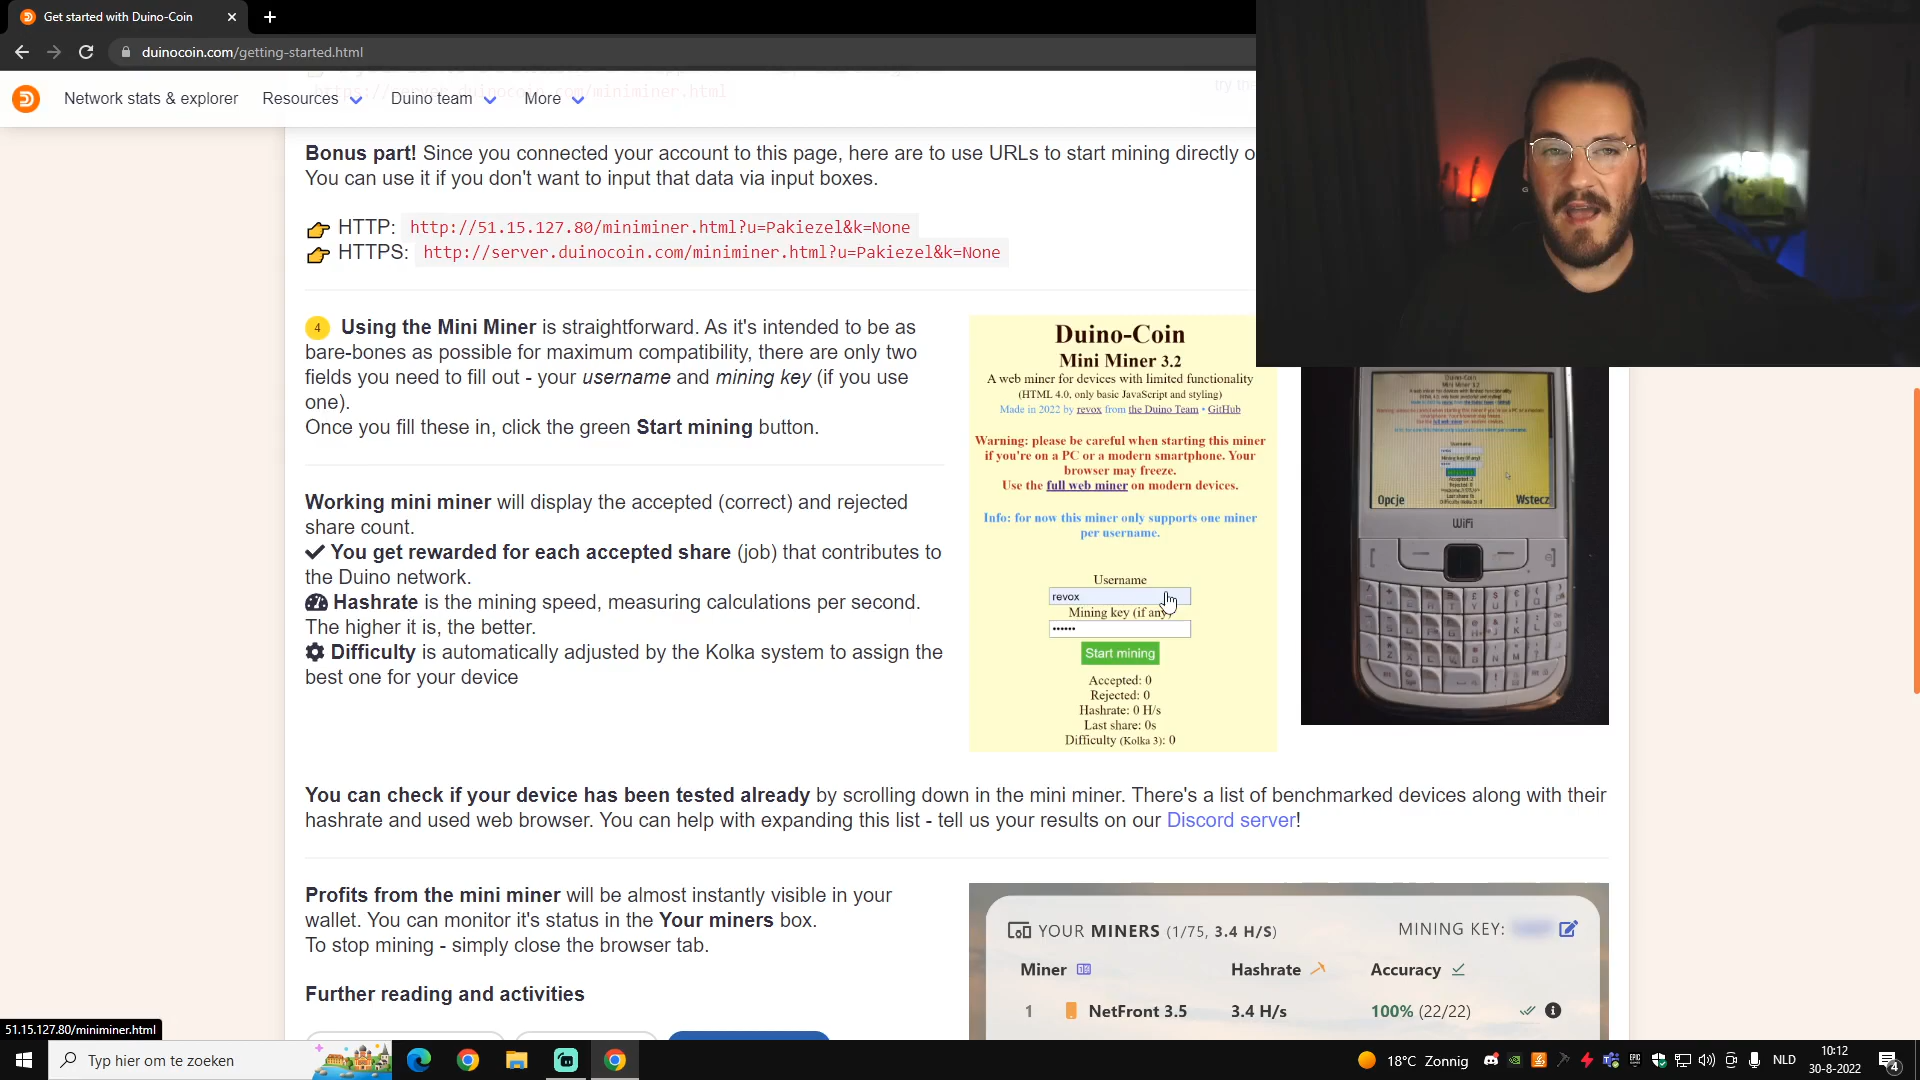 Get started with Duino-Coin
duinocoin.com/getting-started.html
Network stats & explorer
Resources
Duino team
More
Bonus part! Since you connected your account to this page, here are to use URLs to start mining directly o
You can use it if you don't want to input that data via input boxes.
HTTP: http://51.15.127.80/miniminer.html?u=Pakiezel&k=None
HTTPS: http://server.duinocoin.com/miniminer.html?u=Pakiezel&k=None
4 Using the Mini Miner is straightforward. As it's intended to be as
bare-bones as possible for maximum compatibility, there are only two
fields you need to fill out - your username and mining key (if you use
one).
Once you fill these in, click the green Start mining button.
Working mini miner will display the accepted (correct) and rejected
share count.
You get rewarded for each accepted share (job) that contributes to
the Duino network.
Hashrate is the mining speed, measuring calculations per second.
The higher it is, the better.
Difficulty is automatically adjusted by the Kolka system to assign the
best one for your device
Duino-Coin
Mini Miner 3.2
A web miner for devices with limited functionality
(HTML 4.0, only basic JavaScript and styling)
Made in 2022 by revox from the Duino Team • GitHub
Warning: please be careful when starting this miner
if you're on a PC or a modern smartphone. Your
browser may freeze.
Use the full web miner on modern devices.
Info: for now this miner only supports one miner
per username.
Username
revox
Mining key (if any)
••••••
Start mining
Accepted: 0
Rejected: 0
Hashrate: 0 H/s
Last share: 0s
Difficulty (Kolka 3): 0
Opcje
Wstecz
WiFi
You can check if your device has been tested already by scrolling down in the mini miner. There's a list of benchmarked devices along with their
hashrate and used web browser. You can help with expanding this list - tell us your results on our Discord server!
Profits from the mini miner will be almost instantly visible in your
wallet. You can monitor it's status in the Your miners box.
To stop mining - simply close the browser tab.
Further reading and activities
YOUR MINERS (1/75, 3.4 H/S)
MINING KEY:
Miner
Hashrate
Accuracy
1
NetFront 3.5
3.4 H/s
100% (22/22)
51.15.127.80/miniminer.html
Typ hier om te zoeken
18°C Zonnig
NLD
10:12
30-8-2022
4